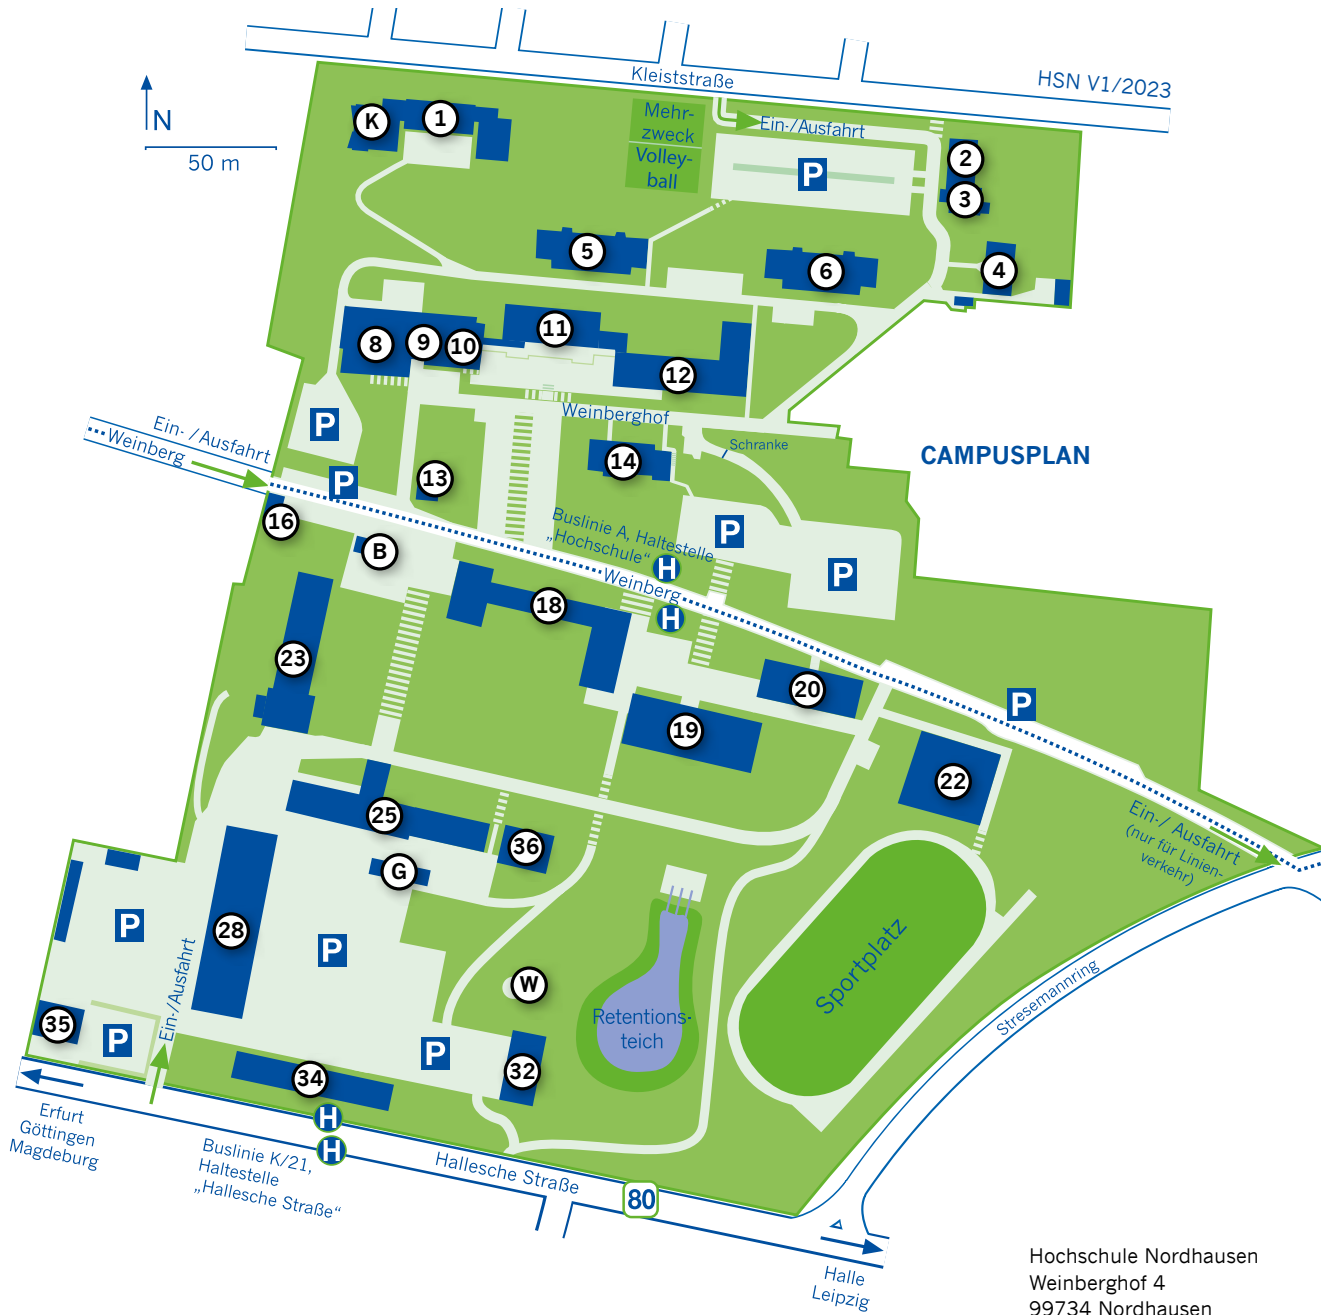 HSN V1/2023
Kleiststraße
N
50 m
K
1
Mehr-
zweck
Volley-
ball
Ein-/Ausfahrt
P
2
3
4
5
6
8
9
10
11
12
Weinberghof
P
Ein- / Ausfahrt
Weinberg
P
13
14
Schranke
CAMPUSPLAN
16
B
Buslinie A, Haltestelle
„Hochschule“
H
P
P
Weinberg
H
18
23
20
19
P
22
25
36
G
Ein-/ Ausfahrt
(nur für Linien-
verkehr)
28
P
P
Ein-/Ausfahrt
W
Retentions-
teich
Sportplatz
Stresemannring
35
P
P
32
34
H
H
Erfurt
Göttingen
Magdeburg
Buslinie K/21,
Haltestelle
„Hallesche Straße“
Hallesche Straße
80
Halle
Leipzig
Hochschule Nordhausen
Weinberghof 4
99734 Nordhausen